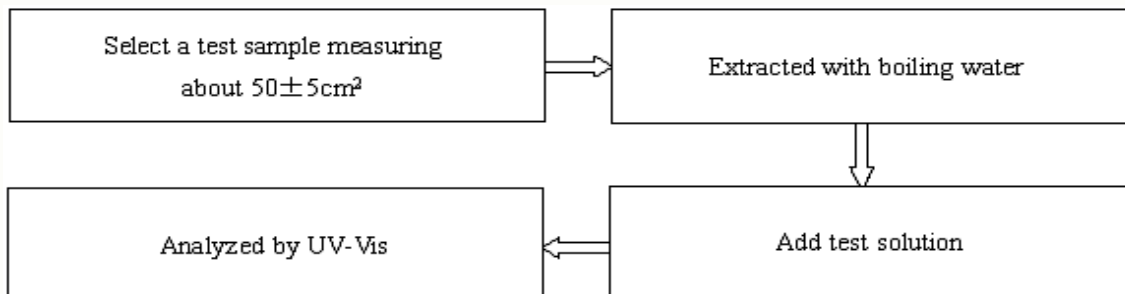 Select a test sample measuring
about 50±5cm²
Extracted with boiling water
Add test solution
Analyzed by UV-Vis